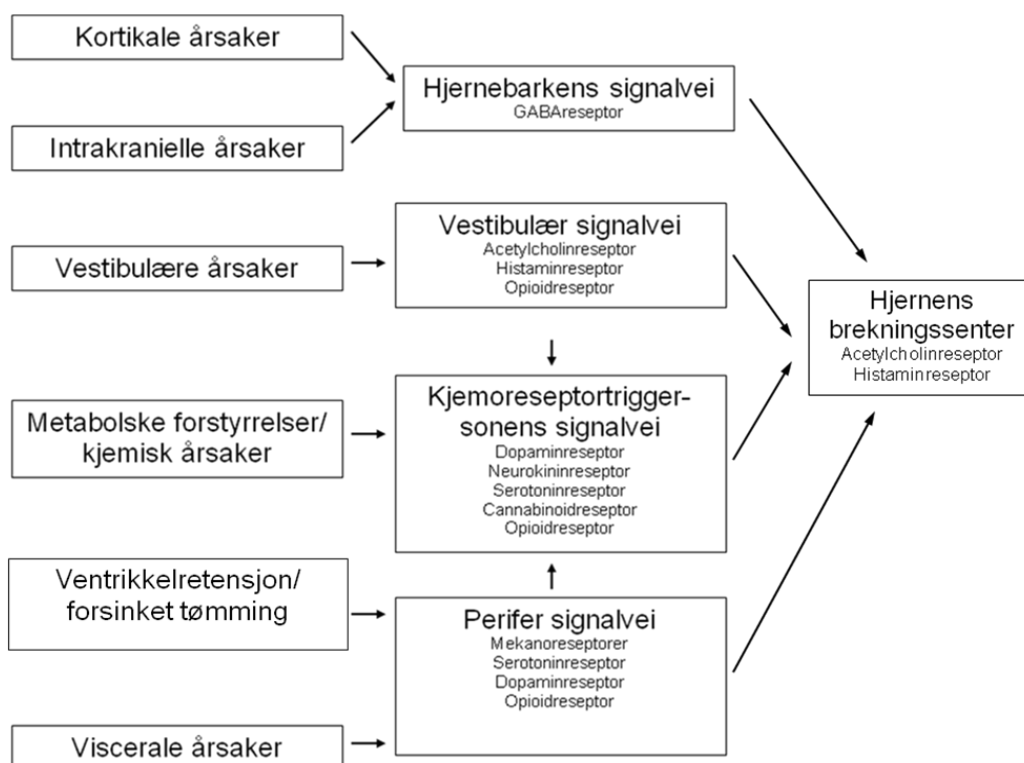 Kortikale årsaker
Intrakranielle årsaker
Hjernebarkens signalvei
GABAreseptor
Vestibulære årsaker
Vestibulær signalvei
Acetylcholinreseptor
Histaminreseptor
Opioidreseptor
Hjernens
brekningssenter
Acetylcholinreseptor
Histaminreseptor
Metabolske forstyrrelser/
kjemisk årsaker
Kjemoreseptortrigger-
sonens signalvei
Dopaminreseptor
Neurokininreseptor
Serotoninreseptor
Cannabinoidreseptor
Opioidreseptor
Ventrikkelretensjon/
forsinket tømming
Perifer signalvei
Mekanoreseptorer
Serotoninreseptor
Dopaminreseptor
Opioidreseptor
Viscerale årsaker